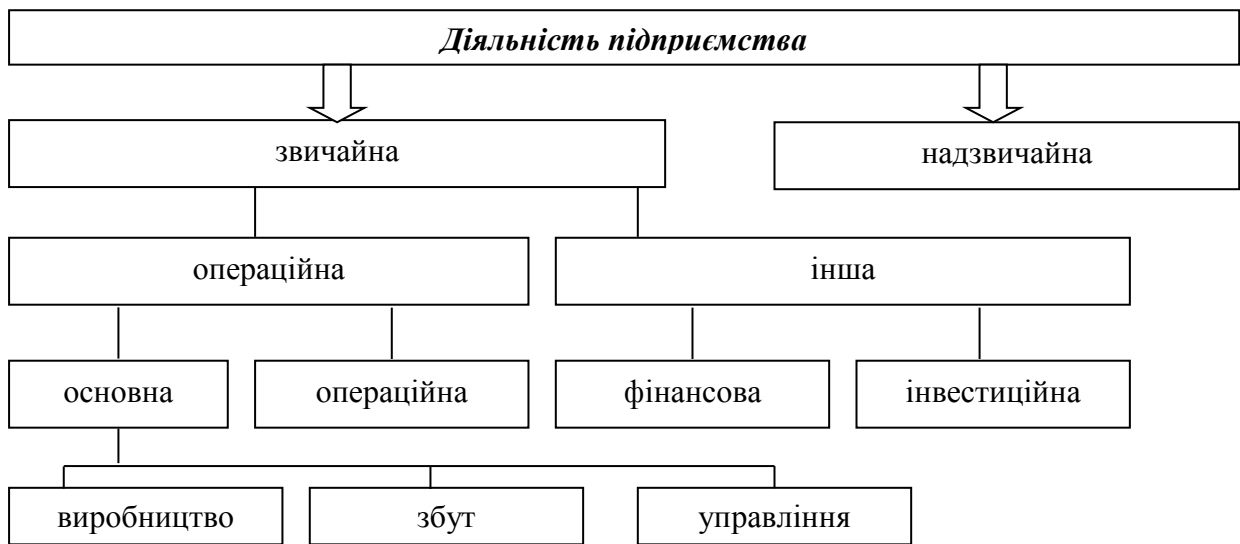 Діяльність підприємства
звичайна
надзвичайна
операційна
інша
основна
операційна
фінансова
інвестиційна
виробництво
збут
управління